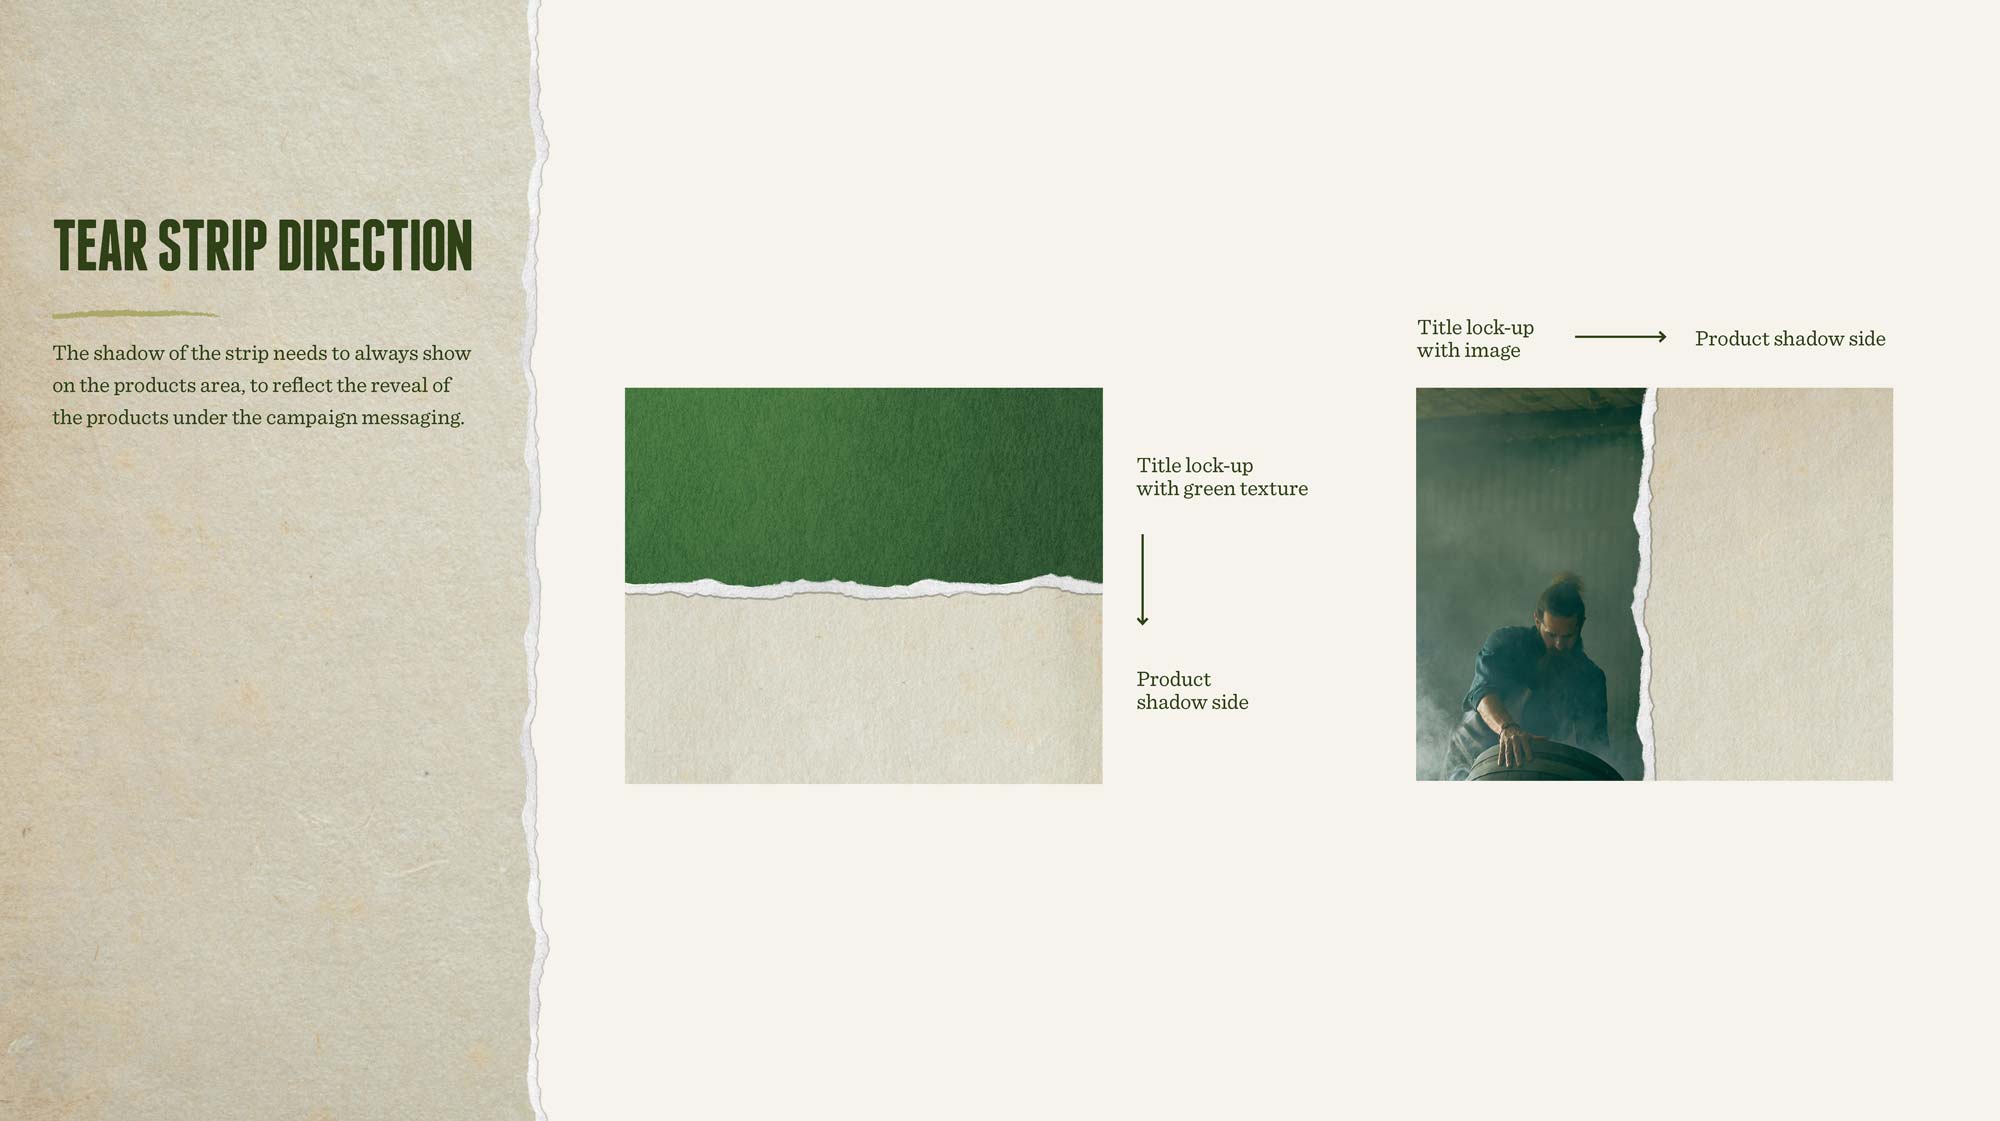 TEAR STRIP DIRECTION
The shadow of the strip needs to always show
on the products area, to reflect the reveal of
the products under the campaign messaging.
Title lock-up
with green texture
Product
shadow side
Title lock-up
with image
Product shadow side